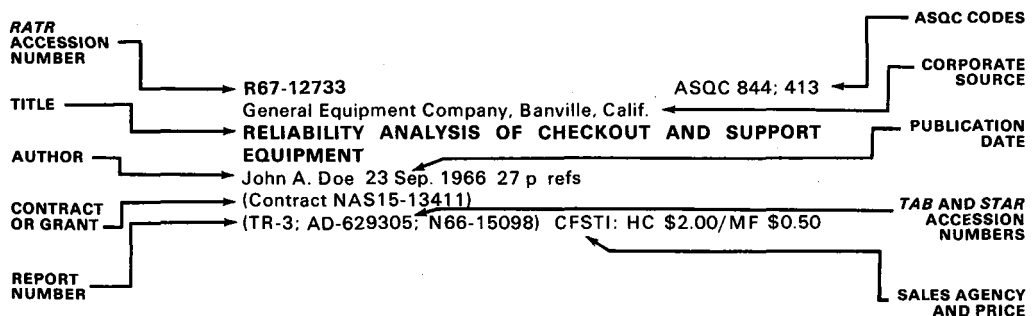 RATR
ACCESSION
NUMBER
TITLE
AUTHOR
CONTRACT
OR GRANT
REPORT
NUMBER
R67-12733 ASQC 844; 413
General Equipment Company, Banville, Calif.
RELIABILITY ANALYSIS OF CHECKOUT AND SUPPORT
EQUIPMENT
John A. Doe 23 Sep. 1966 27 p refs
(Contract NAS15-13411)
(TR-3; AD-629305; N66-15098) CFSTI: HC $2.00/MF $0.50
ASQC CODES
CORPORATE
SOURCE
PUBLICATION
DATE
TAB AND STAR
ACCESSION
NUMBERS
SALES AGENCY
AND PRICE